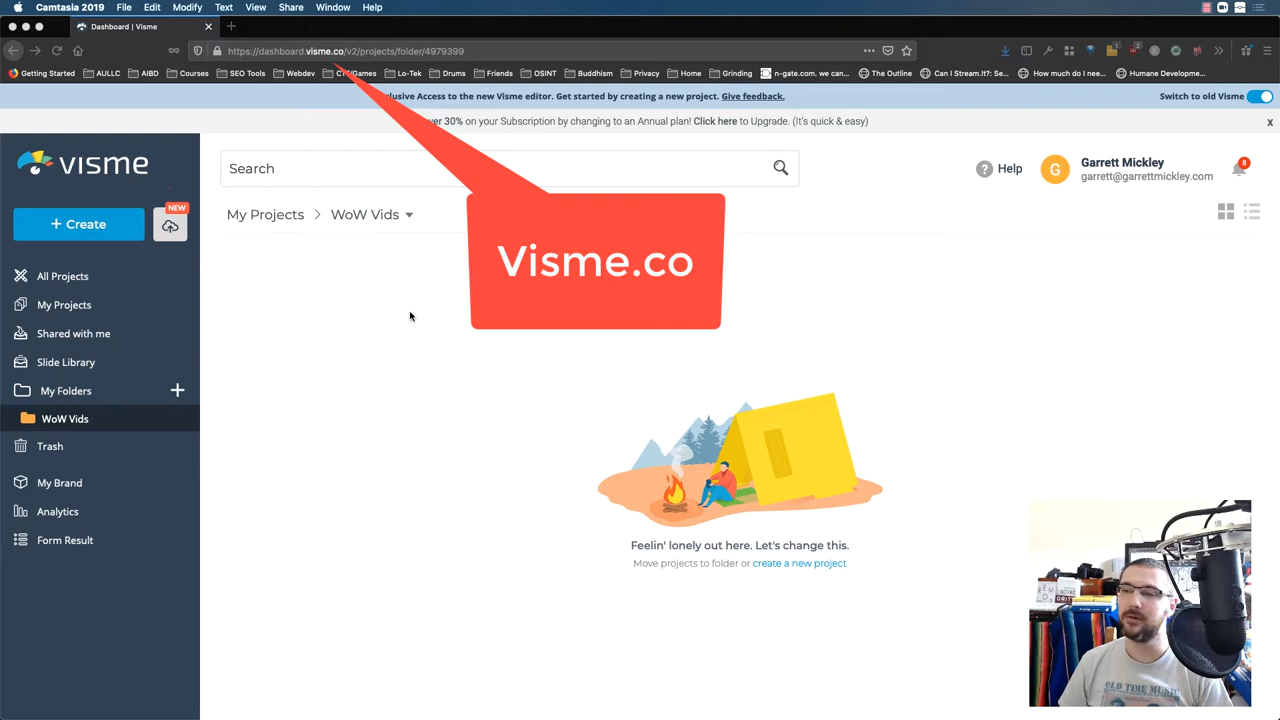 Camtasia 2019 File Edit Modify Text View Share Window Help
Dashboard | Visme
https://dashboard.visme.co/v2/projects/folder/4979399
Getting Started AULLC AIBD Courses SEO Tools Webdev Lo-Tek Drums Friends OSINT Buddhism Privacy Home Grinding n-gate.com. we can... The Outline Can I Stream.It?: Se... How much do I nee... Humane Develop...
clusive Access to the new Visme editor. Get started by creating a new project. Give feedback. Switch to old Visme
ver 30% on your Subscription by changing to an Annual plan! Click here to Upgrade. (It's quick & easy) x
visme
Search
Help
G
Garrett Mickley
garrett@garrettmickley.com
8
+ Create
NEW
My Projects > WoW Vids
Visme.co
All Projects
My Projects
Shared with me
Slide Library
My Folders +
WoW Vids
Trash
My Brand
Analytics
Form Result
Feelin' lonely out here. Let's change this.
Move projects to folder or create a new project
OLD TIME MUSIC